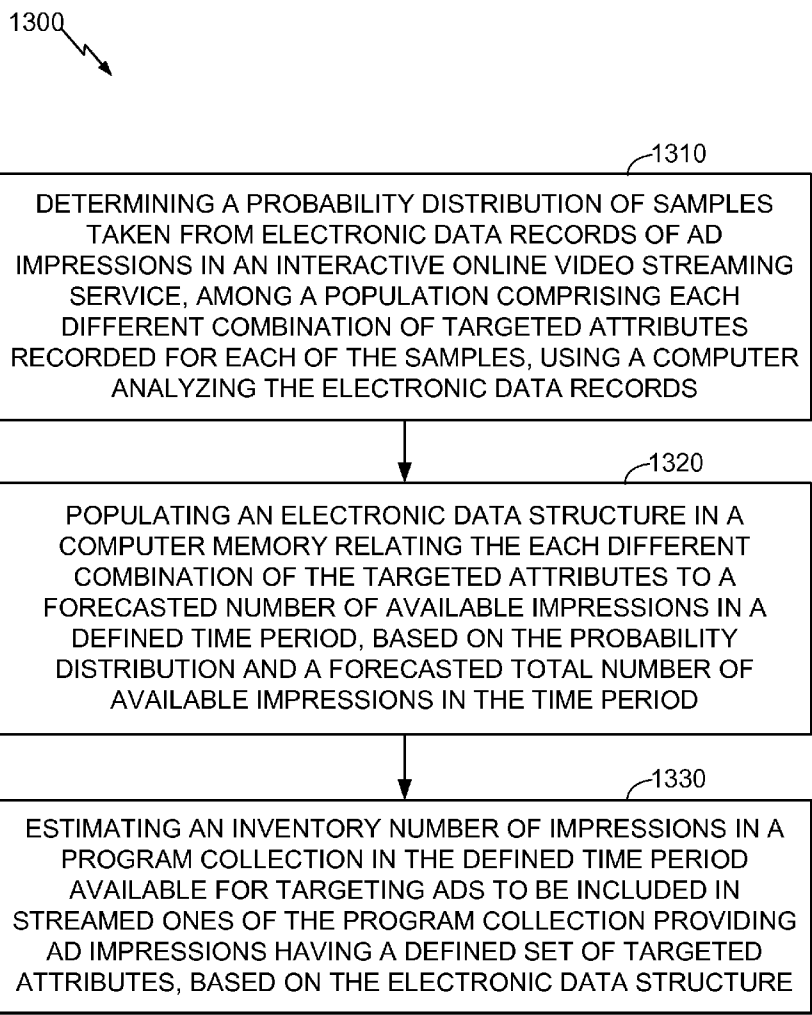 1300
1310
DETERMINING A PROBABILITY DISTRIBUTION OF SAMPLES
TAKEN FROM ELECTRONIC DATA RECORDS OF AD
IMPRESSIONS IN AN INTERACTIVE ONLINE VIDEO STREAMING
SERVICE, AMONG A POPULATION COMPRISING EACH
DIFFERENT COMBINATION OF TARGETED ATTRIBUTES
RECORDED FOR EACH OF THE SAMPLES, USING A COMPUTER
ANALYZING THE ELECTRONIC DATA RECORDS
1320
POPULATING AN ELECTRONIC DATA STRUCTURE IN A
COMPUTER MEMORY RELATING THE EACH DIFFERENT
COMBINATION OF THE TARGETED ATTRIBUTES TO A
FORECASTED NUMBER OF AVAILABLE IMPRESSIONS IN A
DEFINED TIME PERIOD, BASED ON THE PROBABILITY
DISTRIBUTION AND A FORECASTED TOTAL NUMBER OF
AVAILABLE IMPRESSIONS IN THE TIME PERIOD
1330
ESTIMATING AN INVENTORY NUMBER OF IMPRESSIONS IN A
PROGRAM COLLECTION IN THE DEFINED TIME PERIOD
AVAILABLE FOR TARGETING ADS TO BE INCLUDED IN
STREAMED ONES OF THE PROGRAM COLLECTION PROVIDING
AD IMPRESSIONS HAVING A DEFINED SET OF TARGETED
ATTRIBUTES, BASED ON THE ELECTRONIC DATA STRUCTURE